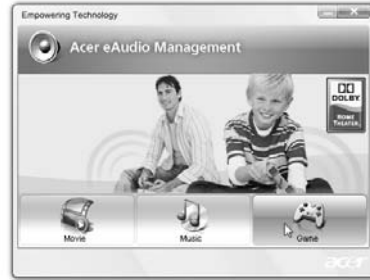 Empowering Technology
Acer eAudio Management
DOLBY
HOME
THEATER
Movie
Music
Game
acer